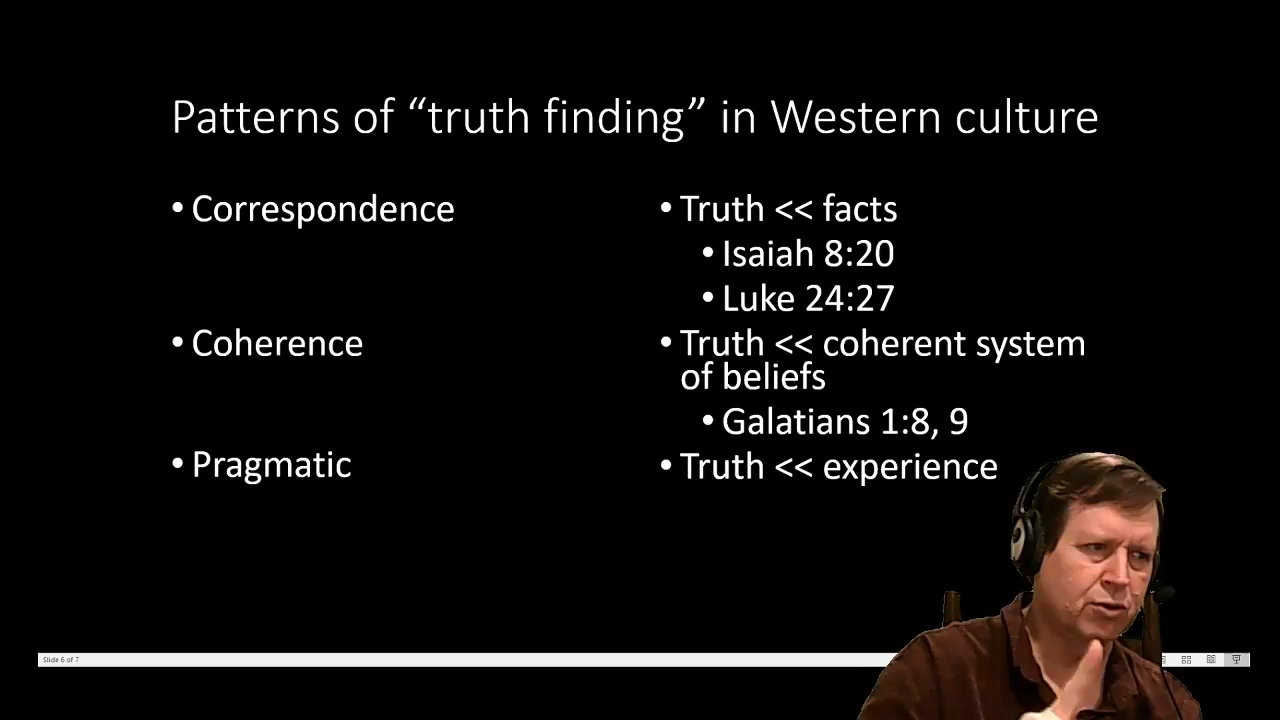 Patterns of “truth finding” in Western culture
• Correspondence
• Coherence
• Pragmatic
• Truth << facts
• Isaiah 8:20
• Luke 24:27
• Truth << coherent system
of beliefs
• Galatians 1:8, 9
• Truth << experience
Slide 6 of 7